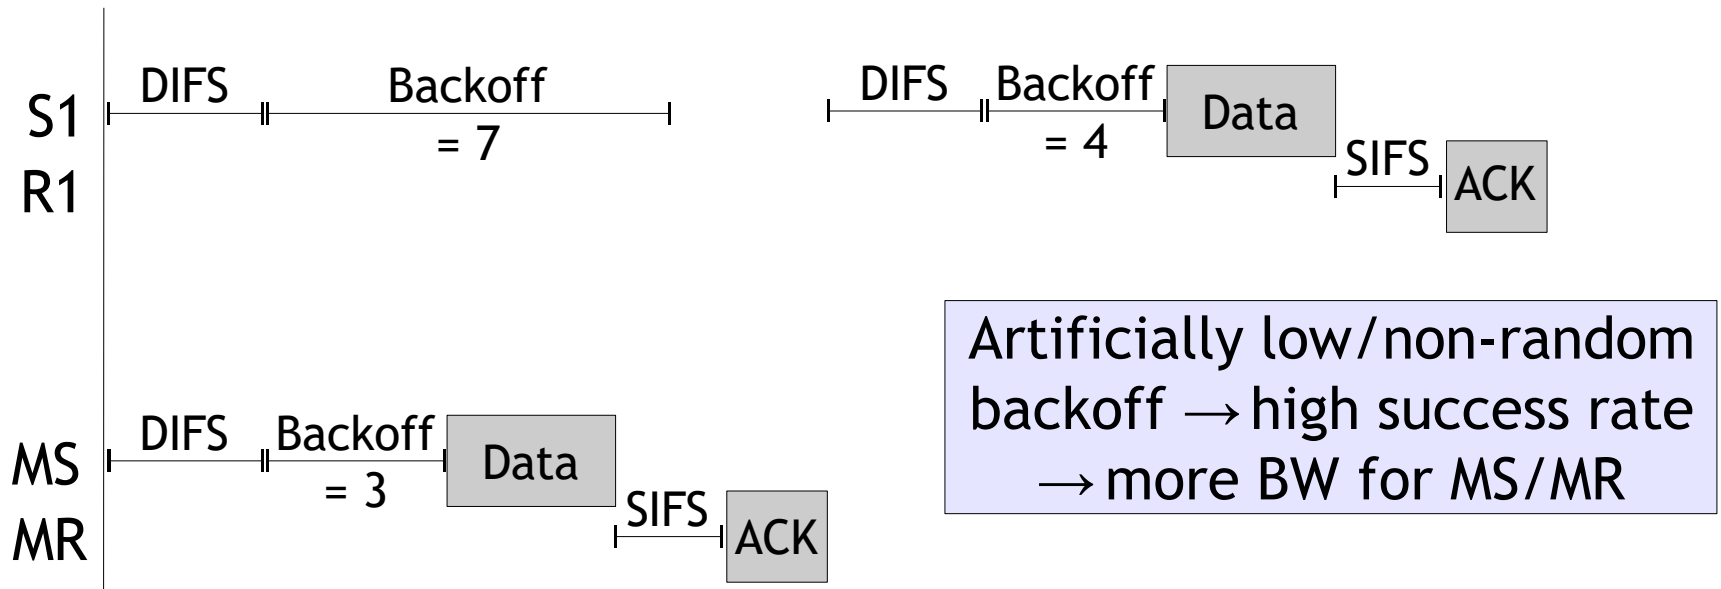 DIFS
Backoff
= 7
DIFS
Backoff
= 4
Data
S1
SIFS
ACK
R1
Artificially low/non-random
backoff → high success rate
→ more BW for MS/MR
DIFS
Backoff
= 3
Data
MS
SIFS
ACK
MR